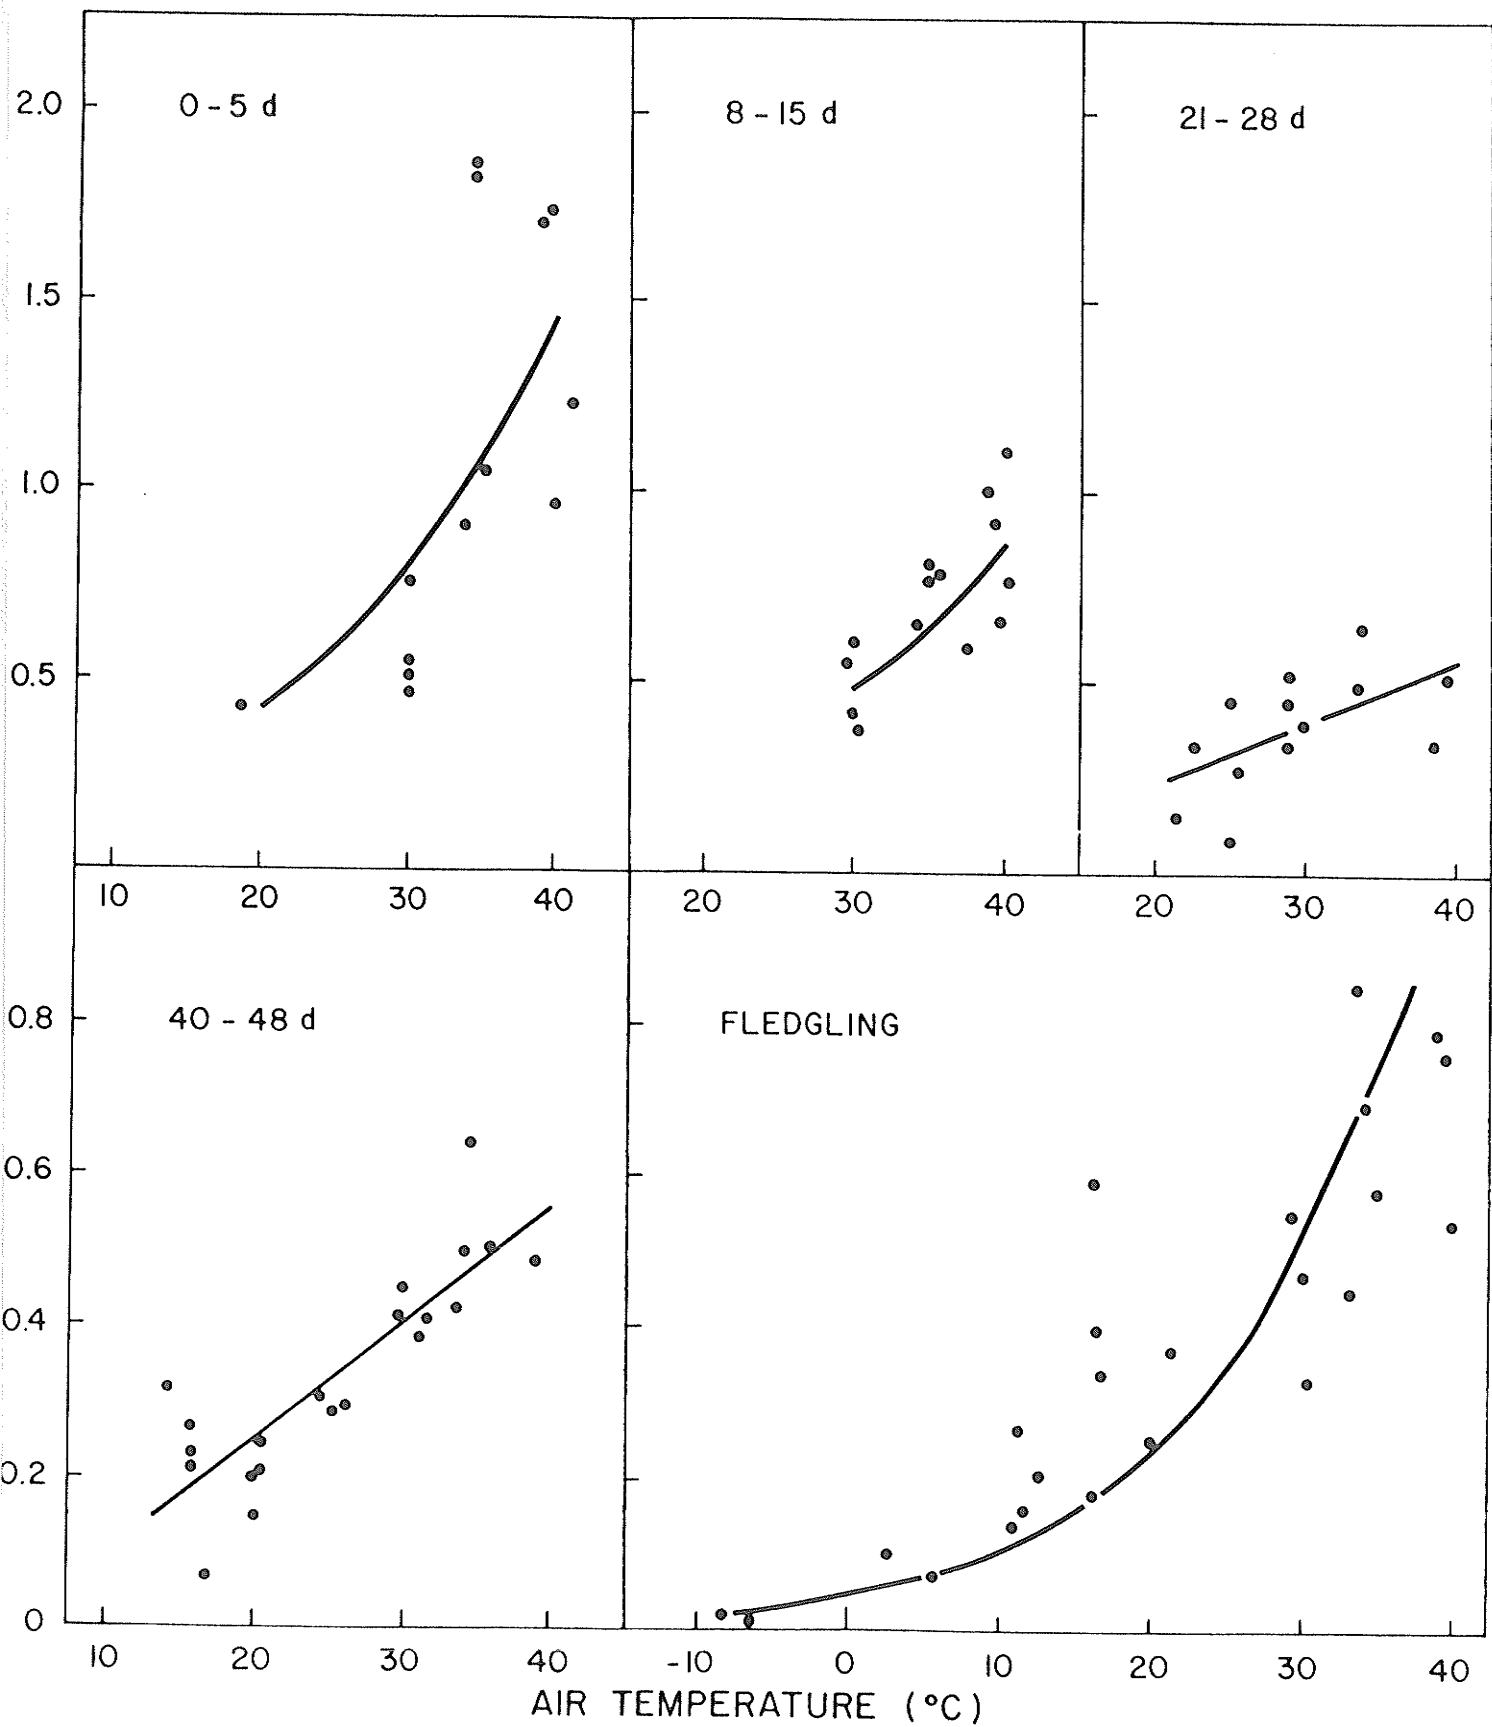 2.0
0-5 d
8-15 d
21-28 d
1.5
1.0
0.5
10 20 30 40 20 30 40 20 30 40
0.8
40-48 d
FLEDGLING
0.6
0.4
0.2
0
10 20 30 40 -10 0 10 20 30 40
AIR TEMPERATURE (°C)